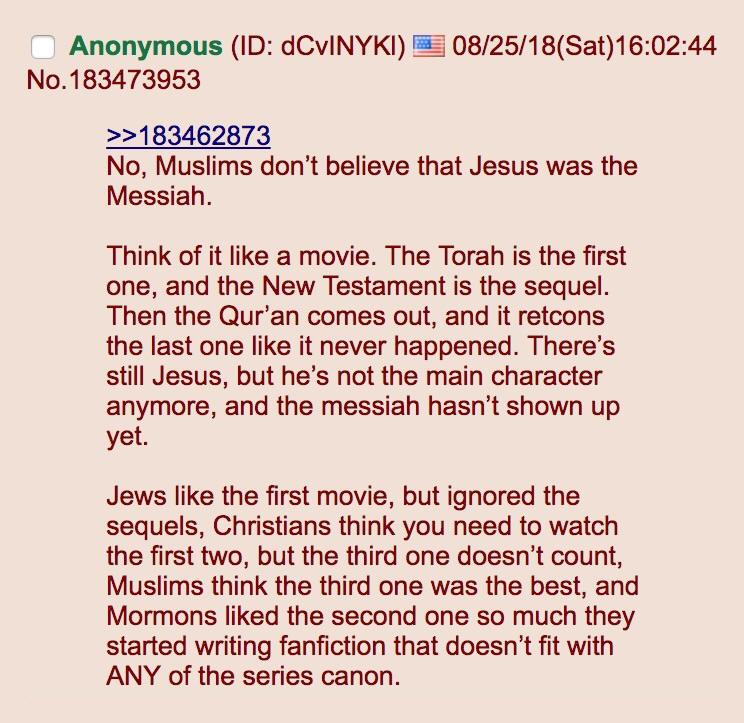 Anonymous (ID: dCvINYKI) 08/25/18(Sat)16:02:44
No.183473953
>>183462873
No, Muslims don’t believe that Jesus was the
Messiah.
Think of it like a movie. The Torah is the first
one, and the New Testament is the sequel.
Then the Qur’an comes out, and it retcons
the last one like it never happened. There’s
still Jesus, but he’s not the main character
anymore, and the messiah hasn’t shown up
yet.
Jews like the first movie, but ignored the
sequels, Christians think you need to watch
the first two, but the third one doesn’t count,
Muslims think the third one was the best, and
Mormons liked the second one so much they
started writing fanfiction that doesn’t fit with
ANY of the series canon.